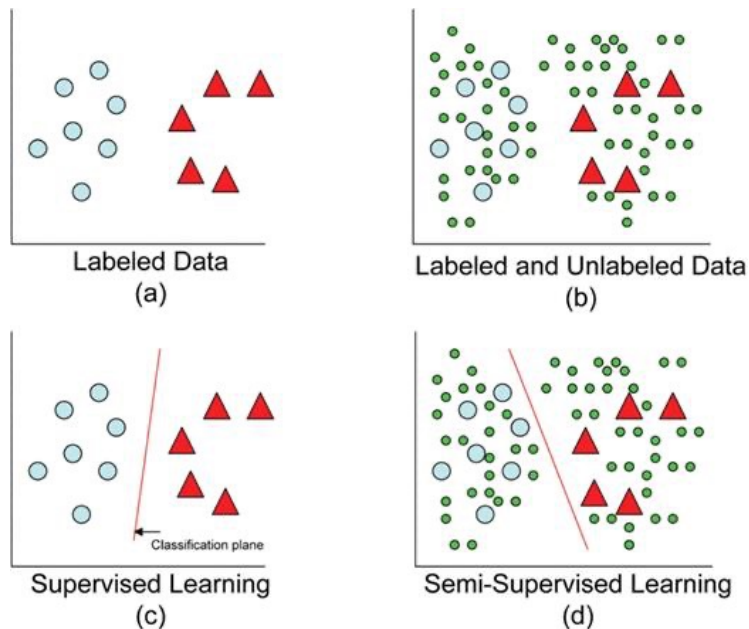 Labeled Data
(a)
Labeled and Unlabeled Data
(b)
Classification plane
Supervised Learning
(c)
Semi-Supervised Learning
(d)